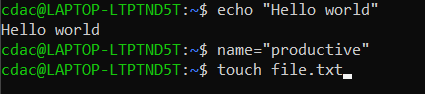 cdac@LAPTOP-LTPTND5T:~$ echo "Hello world"
Hello world
cdac@LAPTOP-LTPTND5T:~$ name="productive"
cdac@LAPTOP-LTPTND5T:~$ touch file.txt